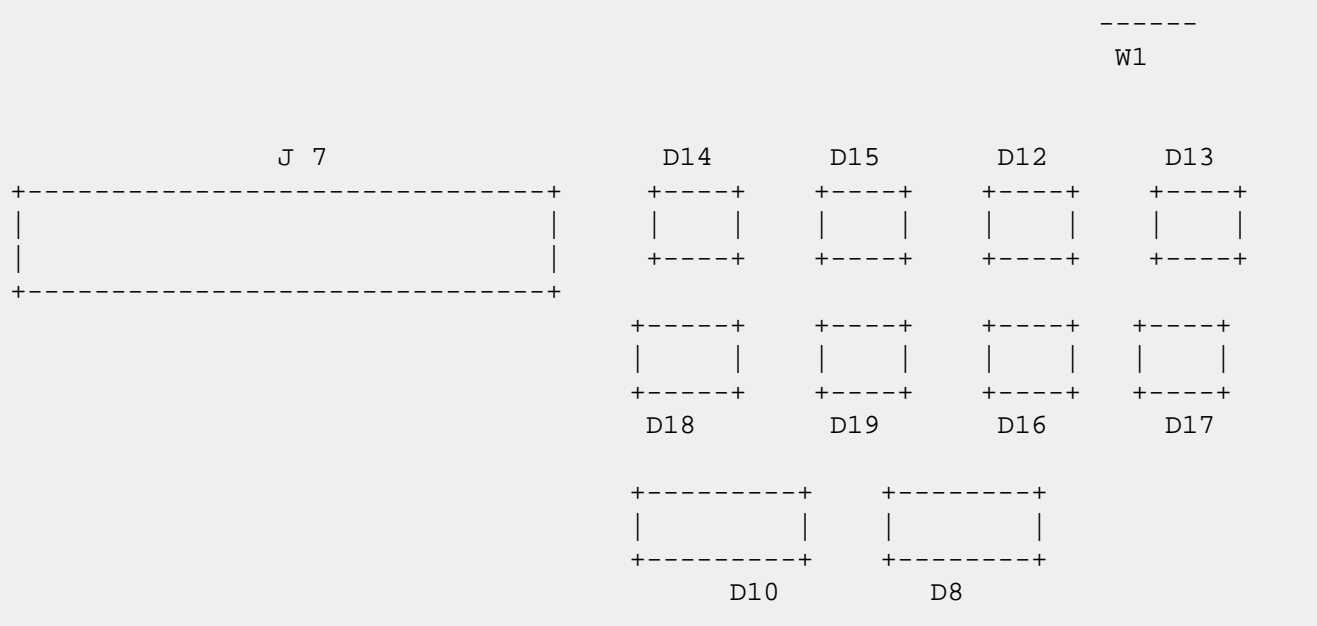 ------
W1
J 7 D14 D15 D12 D13
+-------------------------------+ +----+ +----+ +----+ +----+
| | | | | | | | | |
| | +----+ +----+ +----+ +----+
+-------------------------------+
+-----+ +----+ +----+ +----+
| | | | | | | |
+-----+ +----+ +----+ +----+
D18 D19 D16 D17
+---------+ +--------+
| | | |
+---------+ +--------+
D10 D8